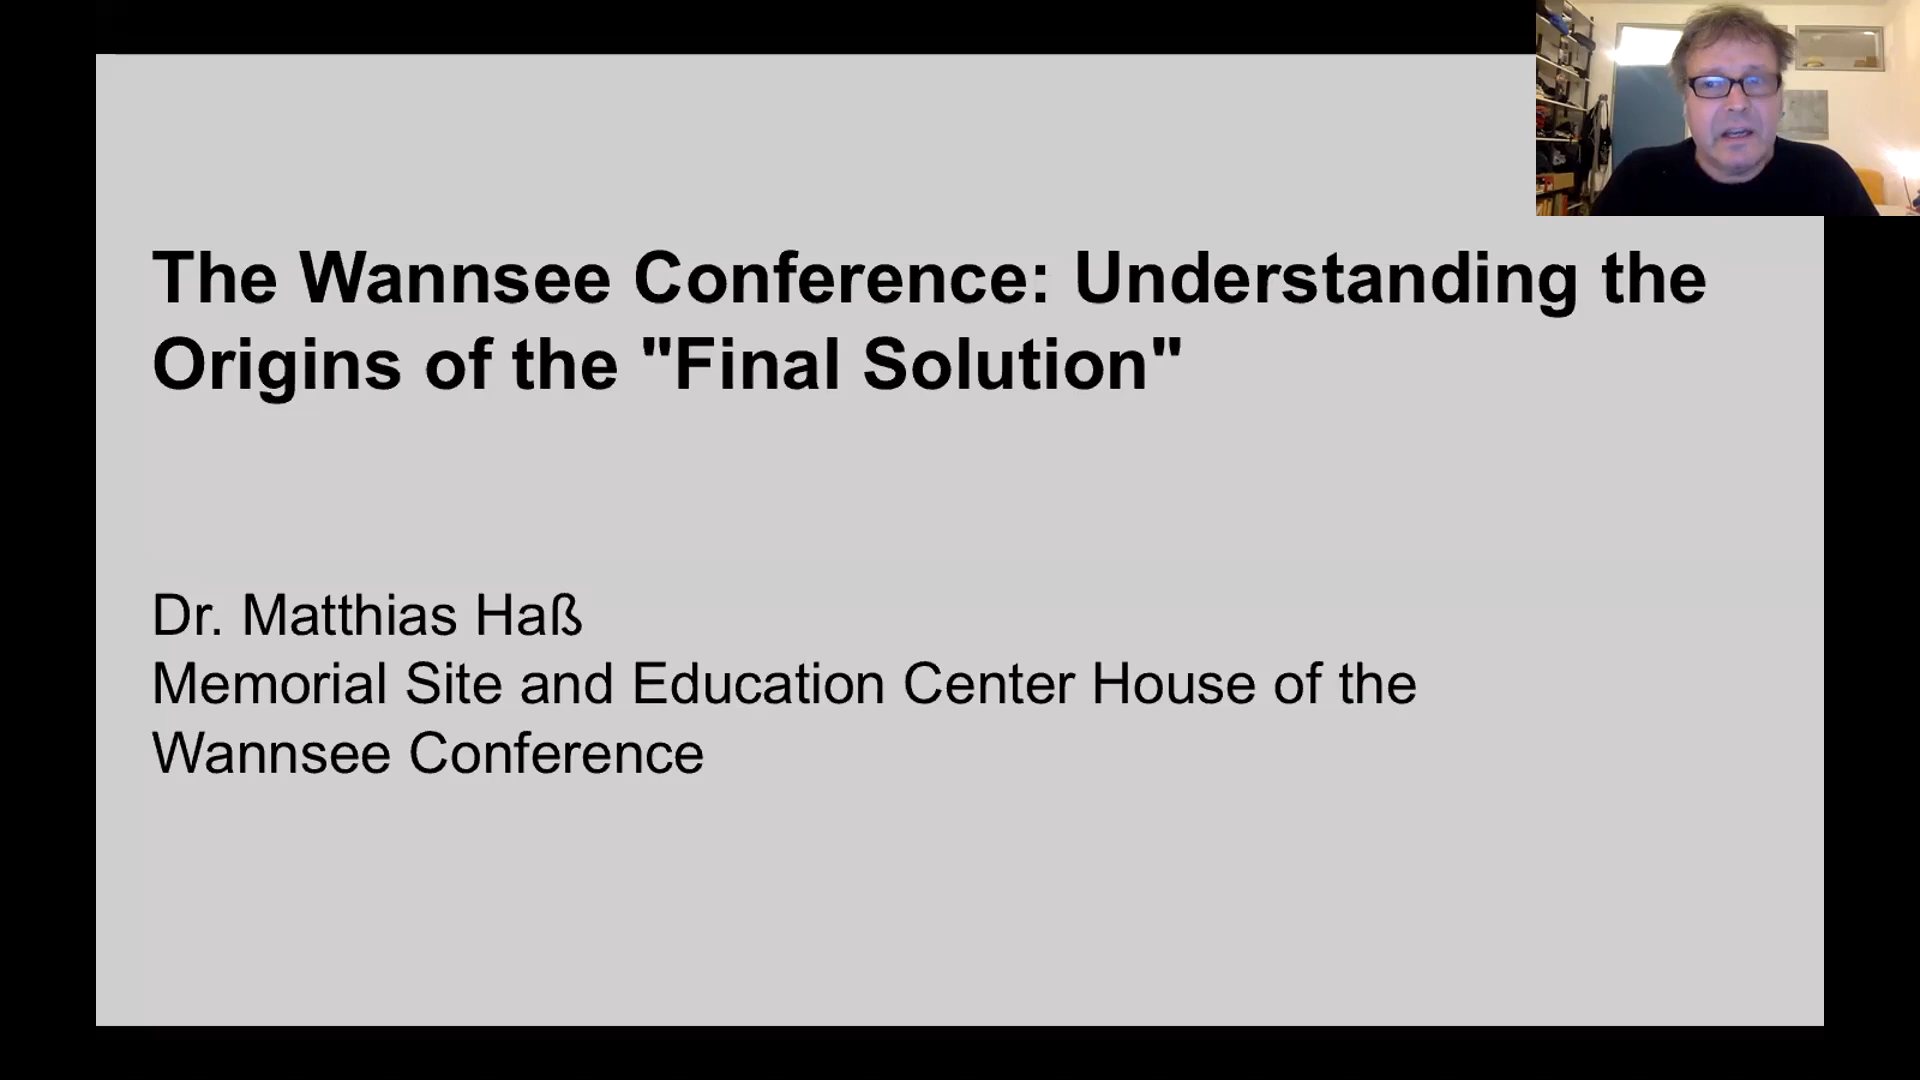 The Wannsee Conference: Understanding the
Origins of the "Final Solution"
Dr. Matthias Haß
Memorial Site and Education Center House of the
Wannsee Conference